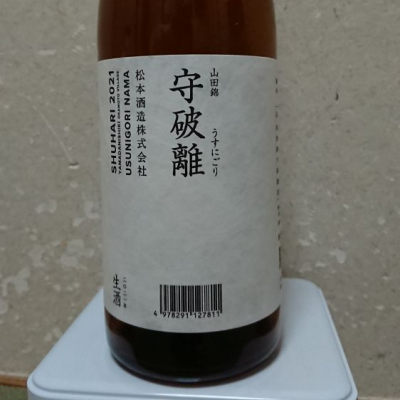 山田錦
守破離
うすにごり
松本酒造株式会社
SHUHARI 2021
USUNIGORI NAMA
生酒
4 978291 127811